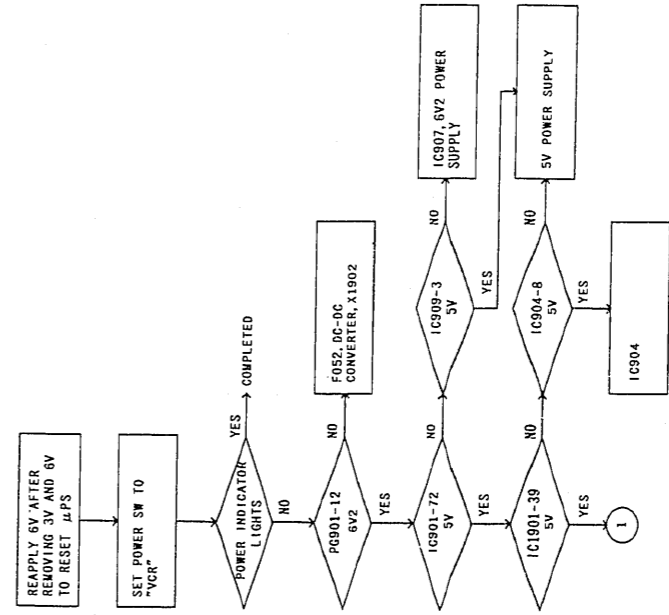 REAPPLY 6V AFTER
REMOVING 3V AND 6V
TO RESET µPS
SET POWER SW TO
"VCR"
POWER INDICATOR
LIGHTS
YES
COMPLETED
NO
PG901-12
6V2
NO
F052, DC-DC
CONVERTER, X1902
YES
IC901-72
5V
NO
IC909-3
5V
NO
IC907, 6V2 POWER
SUPPLY
YES
YES
IC1901-39
5V
NO
IC904-8
5V
NO
5V POWER SUPPLY
YES
IC904
YES
1